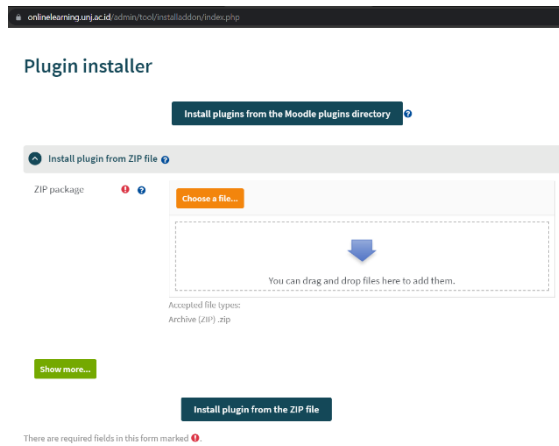 onlinelearning.unj.ac.id/admin/tool/installaddon/index.php
Plugin installer
Install plugins from the Moodle plugins directory
Install plugin from ZIP file
ZIP package
Choose a file...
You can drag and drop files here to add them.
Accepted file types:
Archive (ZIP) .zip
Show more...
Install plugin from the ZIP file
There are required fields in this form marked